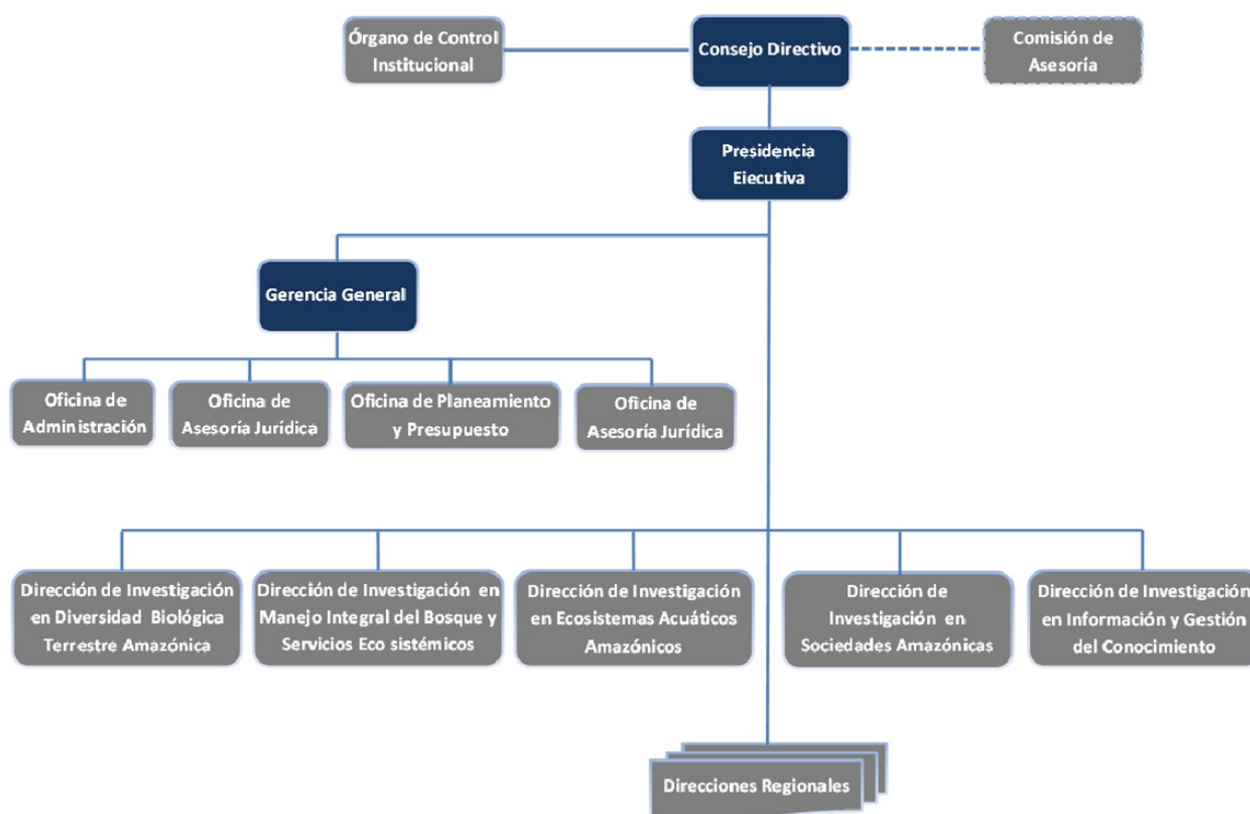 Órgano de Control
Institucional
Consejo Directivo
Comisión de
Asesoría
Presidencia
Eiecutiva
Gerencia General
Oficina de
Administración
Oficina de
Asesoría Jurídica
Oficina de Planeamiento
y Presupuesto
Oficina de
Asesoría Jurídica
Dirección de Investigación
en Diversidad Biológica
Terrestre Amazónica
Dirección de Investigación en
Manejo Integral del Bosque y
Servicios Eco sistémicos
Dirección de Investigación
en Ecosistemas Acuáticos
Amazónicos
Dirección de
Investigación en
Sociedades Amazónicas
Dirección de Investigación
en Información y Gestión
del Conocimiento
Direcciones Regionales